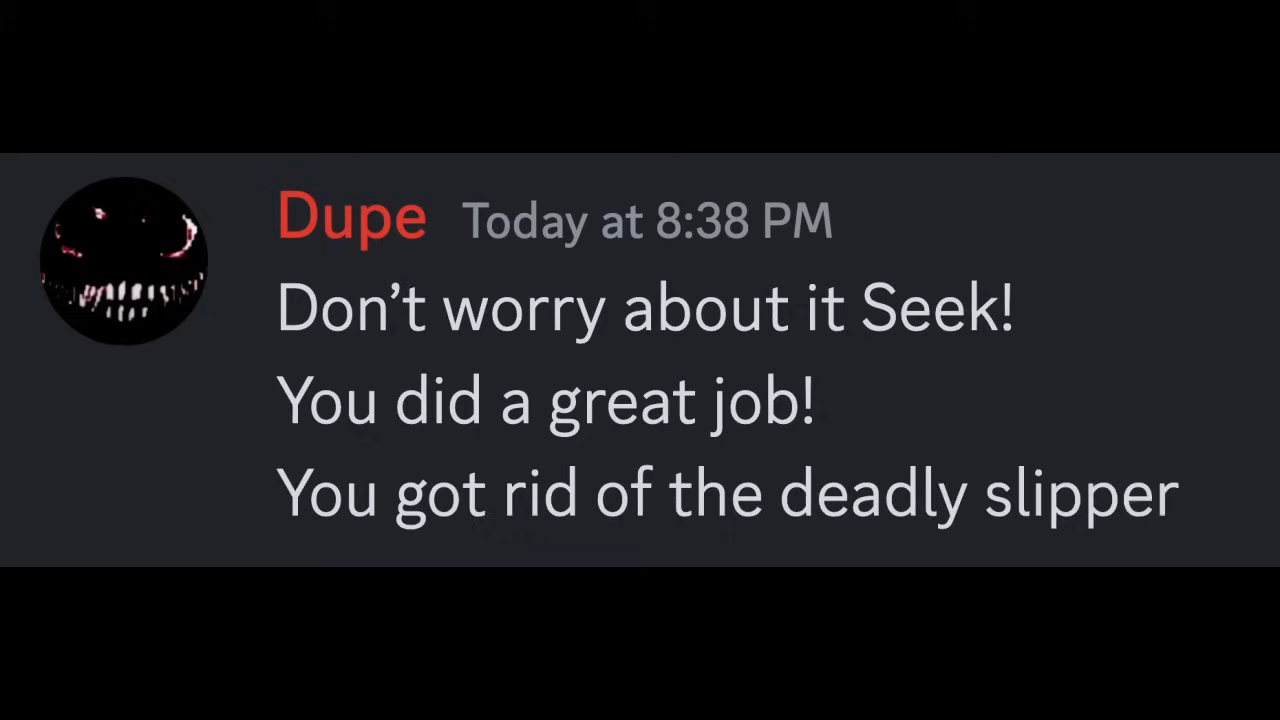 Dupe Today at 8:38 PM
Don’t worry about it Seek!
You did a great job!
You got rid of the deadly slipper